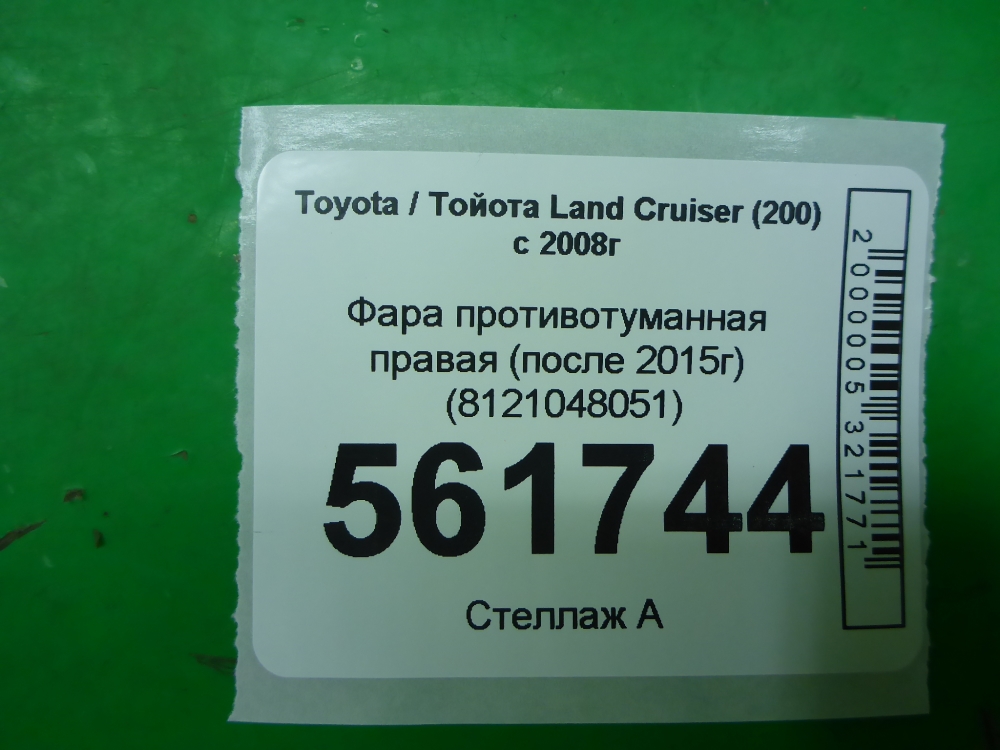 Toyota / Тойота Land Cruiser (200)
с 2008г
Фара противотуманная
правая (после 2015г)
(8121048051)
561744
Стеллаж А
2000005321771